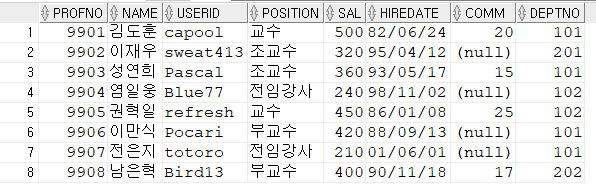 PROFNO NAME USERID POSITION SAL HIREDATE COMM DEPTNO
1 9901 김도훈 capool 교수 500 82/06/24 20 101
2 9902 이재우 sweat413 조교수 320 95/04/12 (null) 201
3 9903 성연희 Pascal 조교수 360 93/05/17 15 101
4 9904 염일웅 Blue77 전임강사 240 98/11/02 (null) 102
5 9905 권혁일 refresh 교수 450 86/01/08 25 102
6 9906 이만식 Pocari 부교수 420 88/09/13 (null) 101
7 9907 전은지 totoro 전임강사 210 01/06/01 (null) 101
8 9908 남은혁 Bird13 부교수 400 90/11/18 17 202